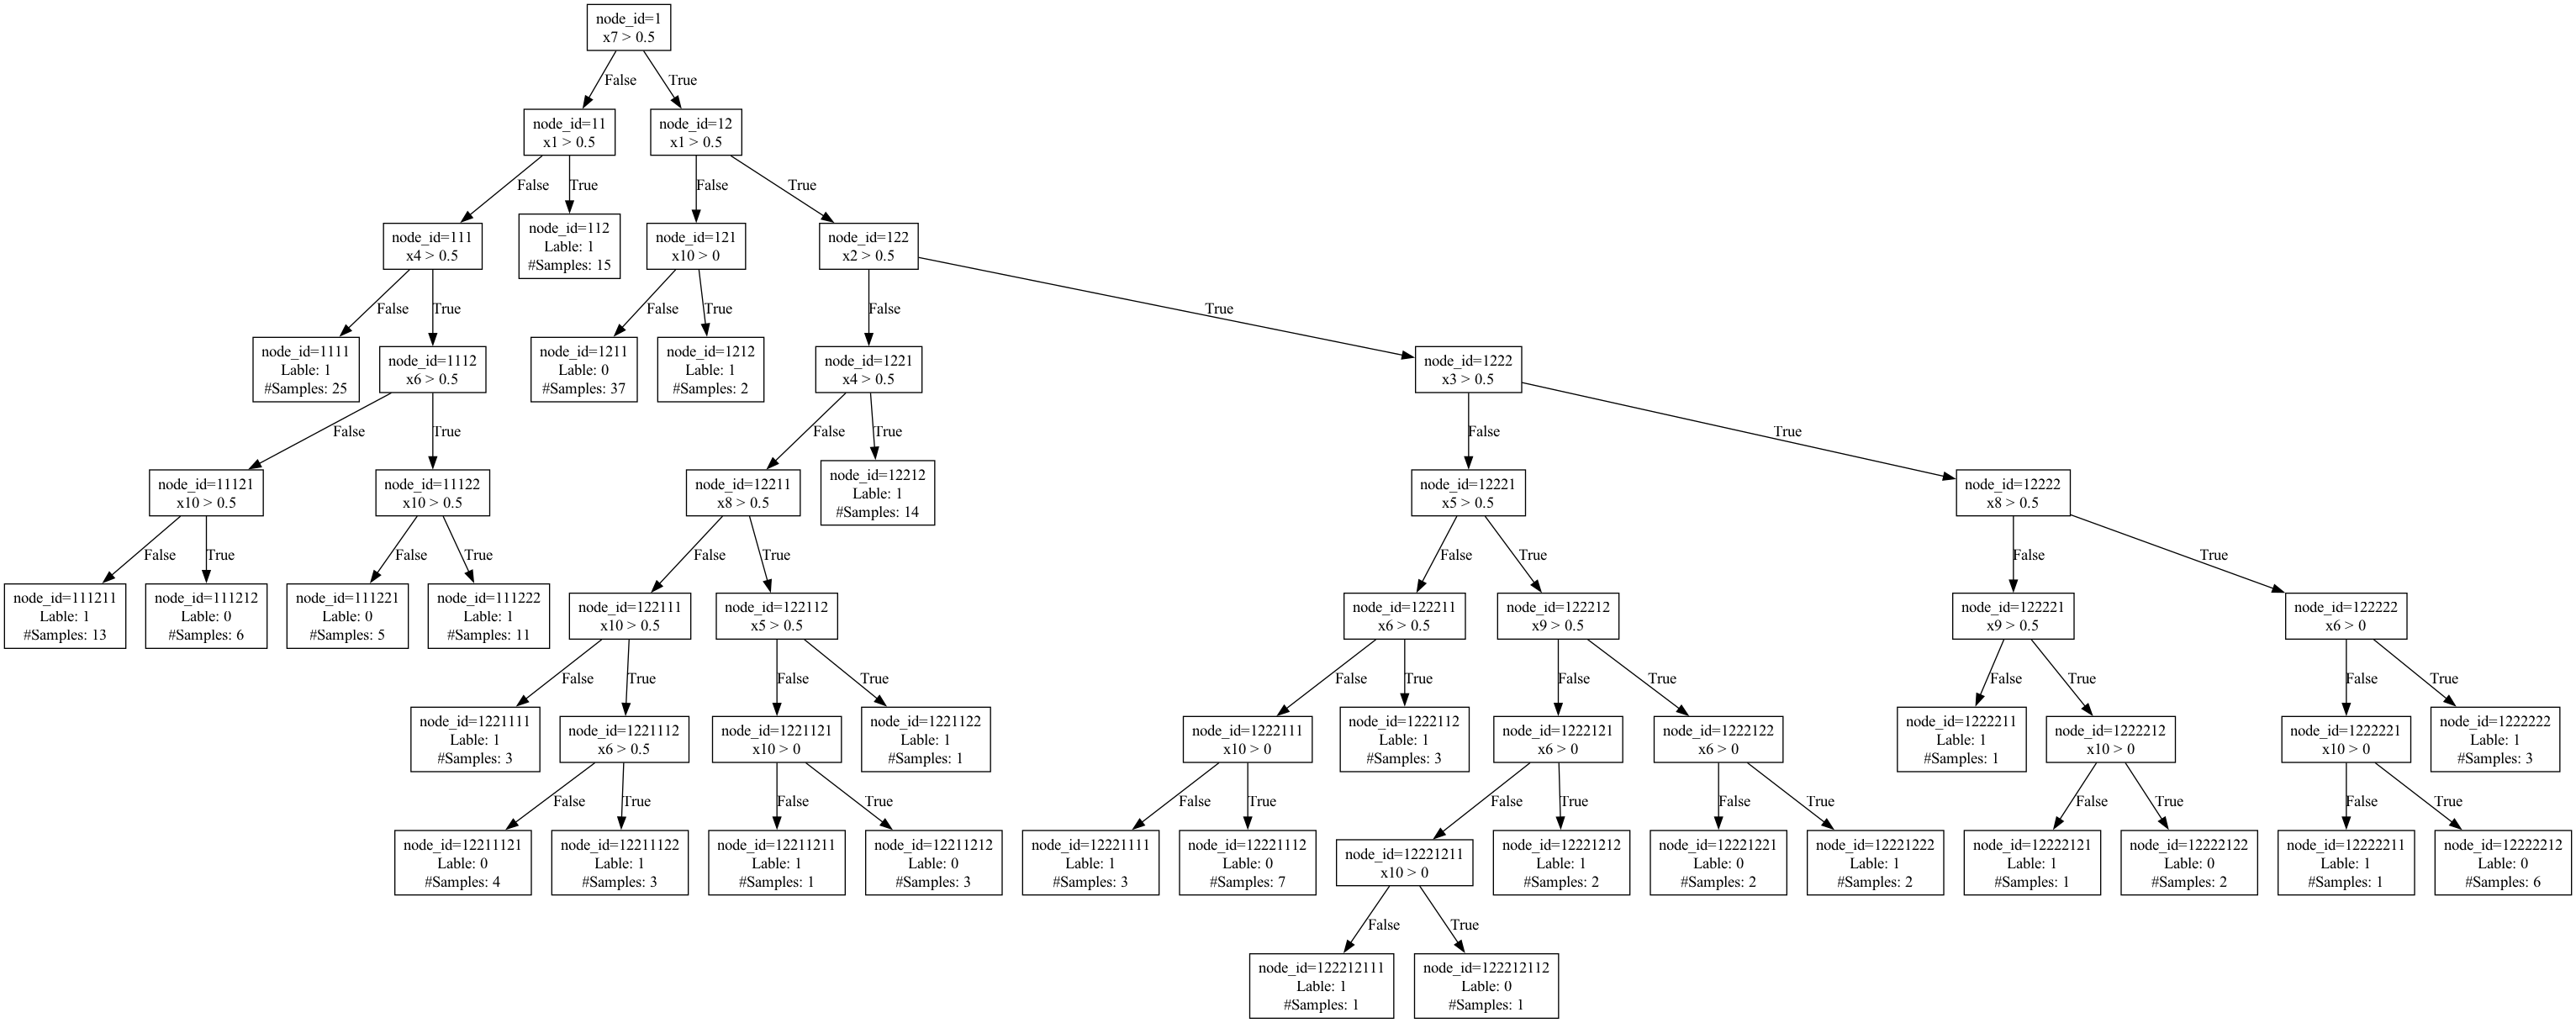 node_id=1
x7 > 0.5
False
True
node_id=11
x1 > 0.5
node_id=12
x1 > 0.5
False
True
False
True
node_id=111
x4 > 0.5
node_id=112
Lable: 1
#Samples: 15
node_id=121
x10 > 0
node_id=122
x2 > 0.5
False
True
False
True
False
True
node_id=1111
Lable: 1
#Samples: 25
node_id=1112
x6 > 0.5
node_id=1211
Lable: 0
#Samples: 37
node_id=1212
Lable: 1
#Samples: 2
node_id=1221
x4 > 0.5
node_id=1222
x3 > 0.5
False
True
False
True
False
True
node_id=11121
x10 > 0.5
node_id=11122
x10 > 0.5
node_id=12211
x8 > 0.5
node_id=12212
Lable: 1
#Samples: 14
node_id=12221
x5 > 0.5
node_id=12222
x8 > 0.5
False
True
False
True
False
True
False
True
False
True
node_id=111211
Lable: 1
#Samples: 13
node_id=111212
Lable: 0
#Samples: 6
node_id=111221
Lable: 0
#Samples: 5
node_id=111222
Lable: 1
#Samples: 11
node_id=122111
x10 > 0.5
node_id=122112
x5 > 0.5
node_id=122211
x6 > 0.5
node_id=122212
x9 > 0.5
node_id=122221
x9 > 0.5
node_id=122222
x6 > 0
False
True
False
True
False
True
False
True
False
True
False
True
node_id=1221111
Lable: 1
#Samples: 3
node_id=1221112
x6 > 0.5
node_id=1221121
x10 > 0
node_id=1221122
Lable: 1
#Samples: 1
node_id=1222111
x10 > 0
node_id=1222112
Lable: 1
#Samples: 3
node_id=1222121
x6 > 0
node_id=1222122
x6 > 0
node_id=1222211
Lable: 1
#Samples: 1
node_id=1222212
x10 > 0
node_id=1222221
x10 > 0
node_id=1222222
Lable: 1
#Samples: 3
False
True
False
True
False
True
False
True
False
True
False
True
False
True
node_id=12211121
Lable: 0
#Samples: 4
node_id=12211122
Lable: 1
#Samples: 3
node_id=12211211
Lable: 1
#Samples: 1
node_id=12211212
Lable: 0
#Samples: 3
node_id=12221111
Lable: 1
#Samples: 3
node_id=12221112
Lable: 0
#Samples: 7
node_id=12221211
x10 > 0
node_id=12221212
Lable: 1
#Samples: 2
node_id=12221221
Lable: 0
#Samples: 2
node_id=12221222
Lable: 1
#Samples: 2
node_id=12222121
Lable: 1
#Samples: 1
node_id=12222122
Lable: 0
#Samples: 2
node_id=12222211
Lable: 1
#Samples: 1
node_id=12222212
Lable: 0
#Samples: 6
False
True
node_id=122212111
Lable: 1
#Samples: 1
node_id=122212112
Lable: 0
#Samples: 1